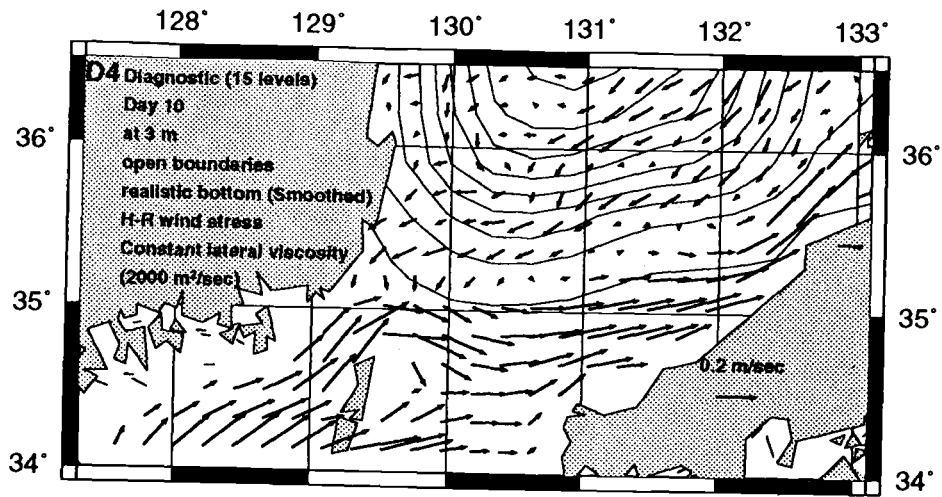 128° 129° 130° 131° 132° 133°
D4 Diagnostic (15 levels)
Day 10
at 3 m
36° 36°
open boundaries
realistic bottom (Smoothed)
H-R wind stress
Constant lateral viscosity
(2000 m²/sec)
35° 35°
0.2 m/sec
34° 34°